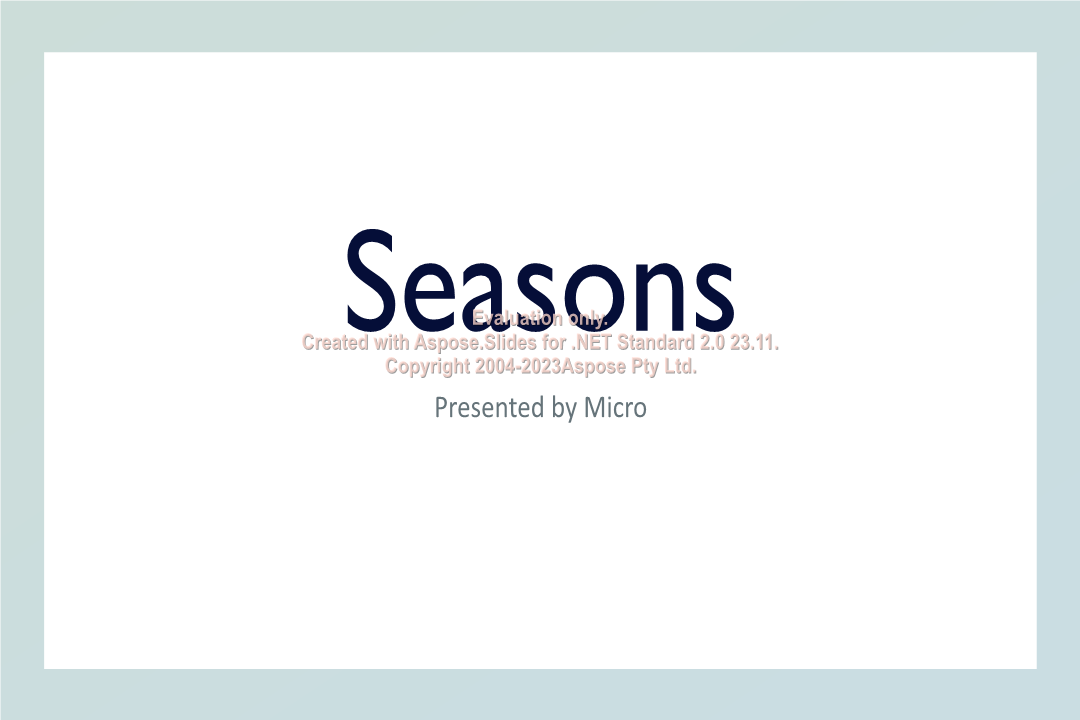 Seasons
Evaluation only.
Created with Aspose.Slides for .NET Standard 2.0 23.11.
Copyright 2004-2023Aspose Pty Ltd.
Presented by Micro